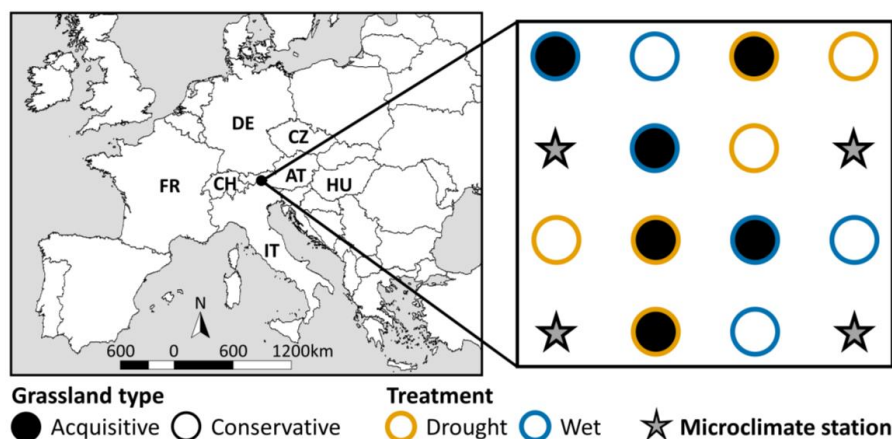 DE
CZ
FR
CH
AT
HU
IT
N
600 0 600 1200km
Grassland type
Acquisitive
Conservative
Treatment
Drought
Wet
Microclimate station